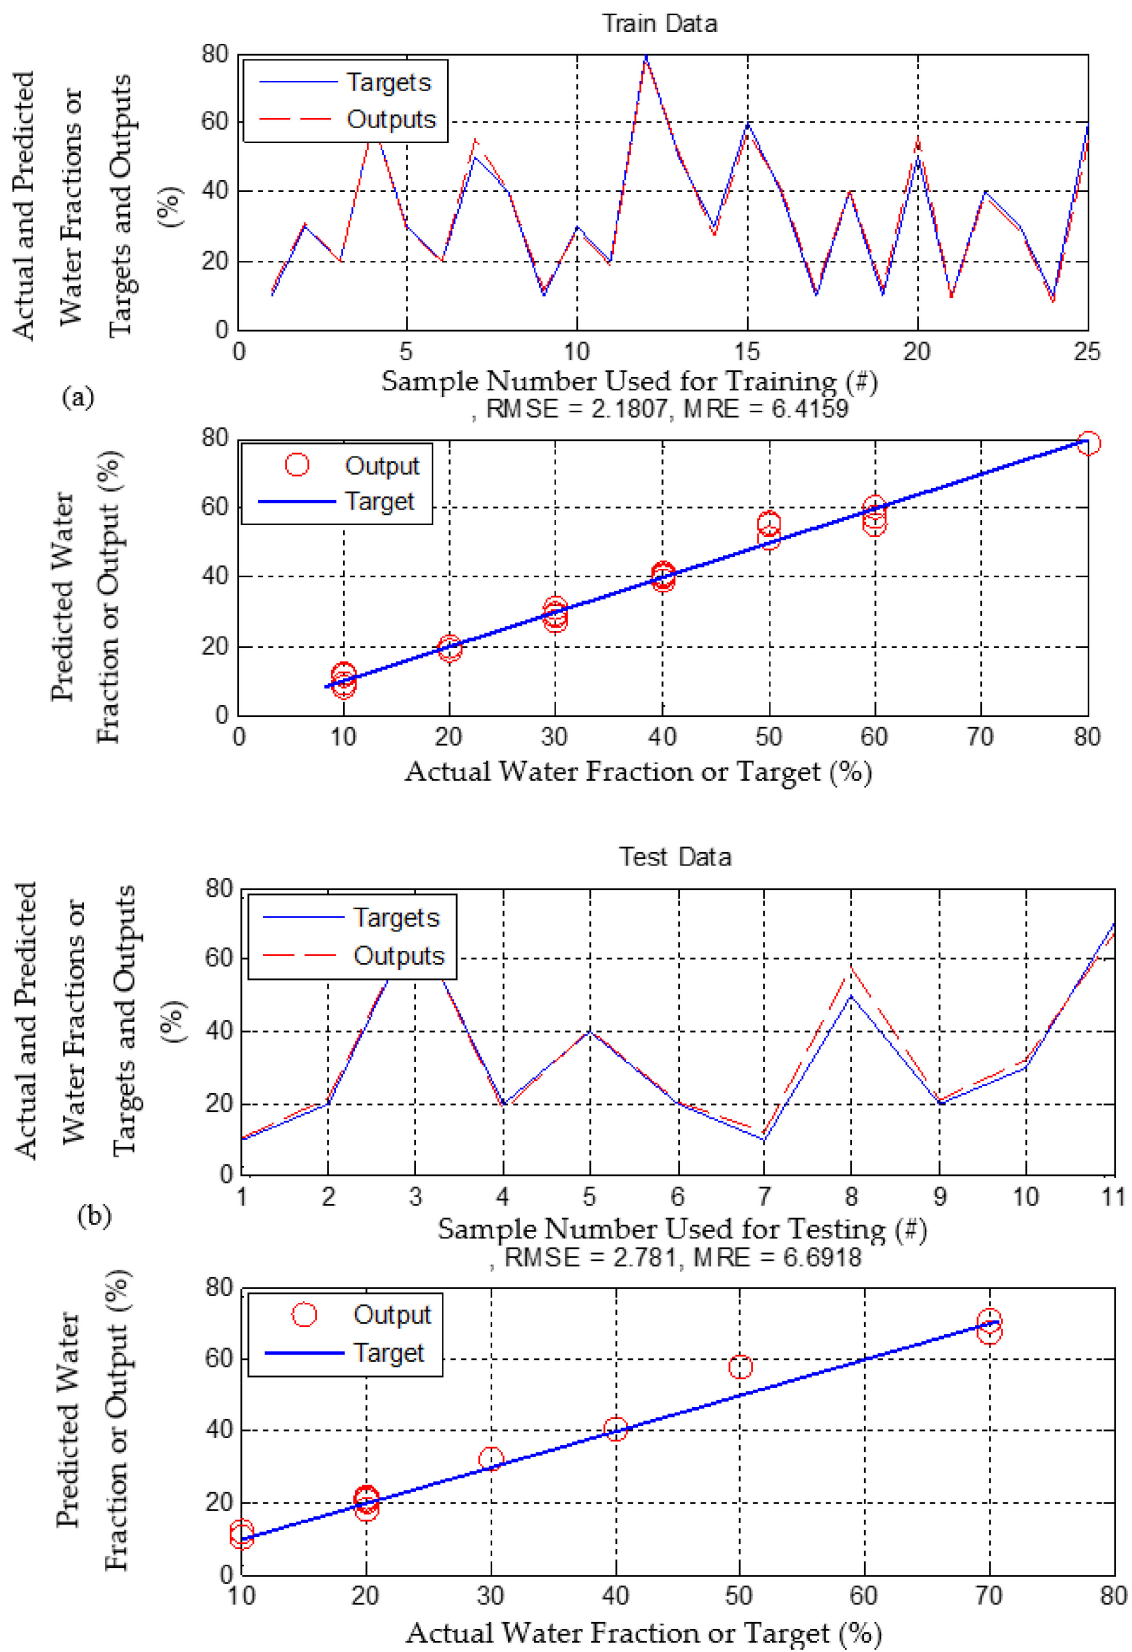 Train Data
Actual and Predicted
Water Fractions or
Targets and Outputs
(%)
80
60
40
20
0
Targets
Outputs
0 5 10 15 20 25
Sample Number Used for Training (#)
(a)
, RMSE = 2.1807, MRE = 6.4159
Predicted Water
Fraction or Output (%)
80
60
40
20
0
Output
Target
0 10 20 30 40 50 60 70 80
Actual Water Fraction or Target (%)
Test Data
Actual and Predicted
Water Fractions or
Targets and Outputs
(%)
80
60
40
20
0
Targets
Outputs
1 2 3 4 5 6 7 8 9 10 11
(b)
Sample Number Used for Testing (#)
, RMSE = 2.781, MRE = 6.6918
Predicted Water
Fraction or Output (%)
80
60
40
20
0
Output
Target
10 20 30 40 50 60 70 80
Actual Water Fraction or Target (%)